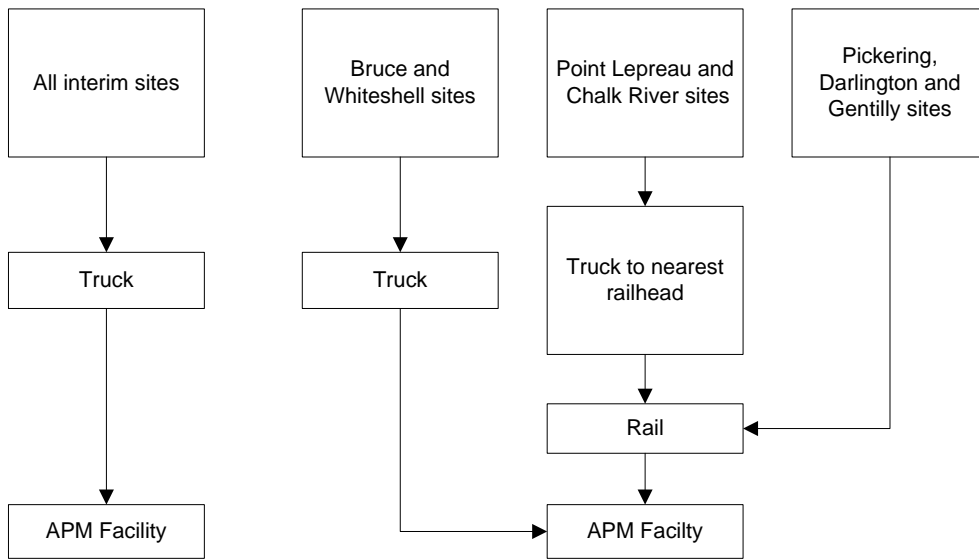 All interim sites
Bruce and
Whiteshell sites
Point Lepreau and
Chalk River sites
Pickering,
Darlington and
Gentilly sites
Truck
Truck
Truck to nearest
railhead
Rail
APM Facility
APM Facilty